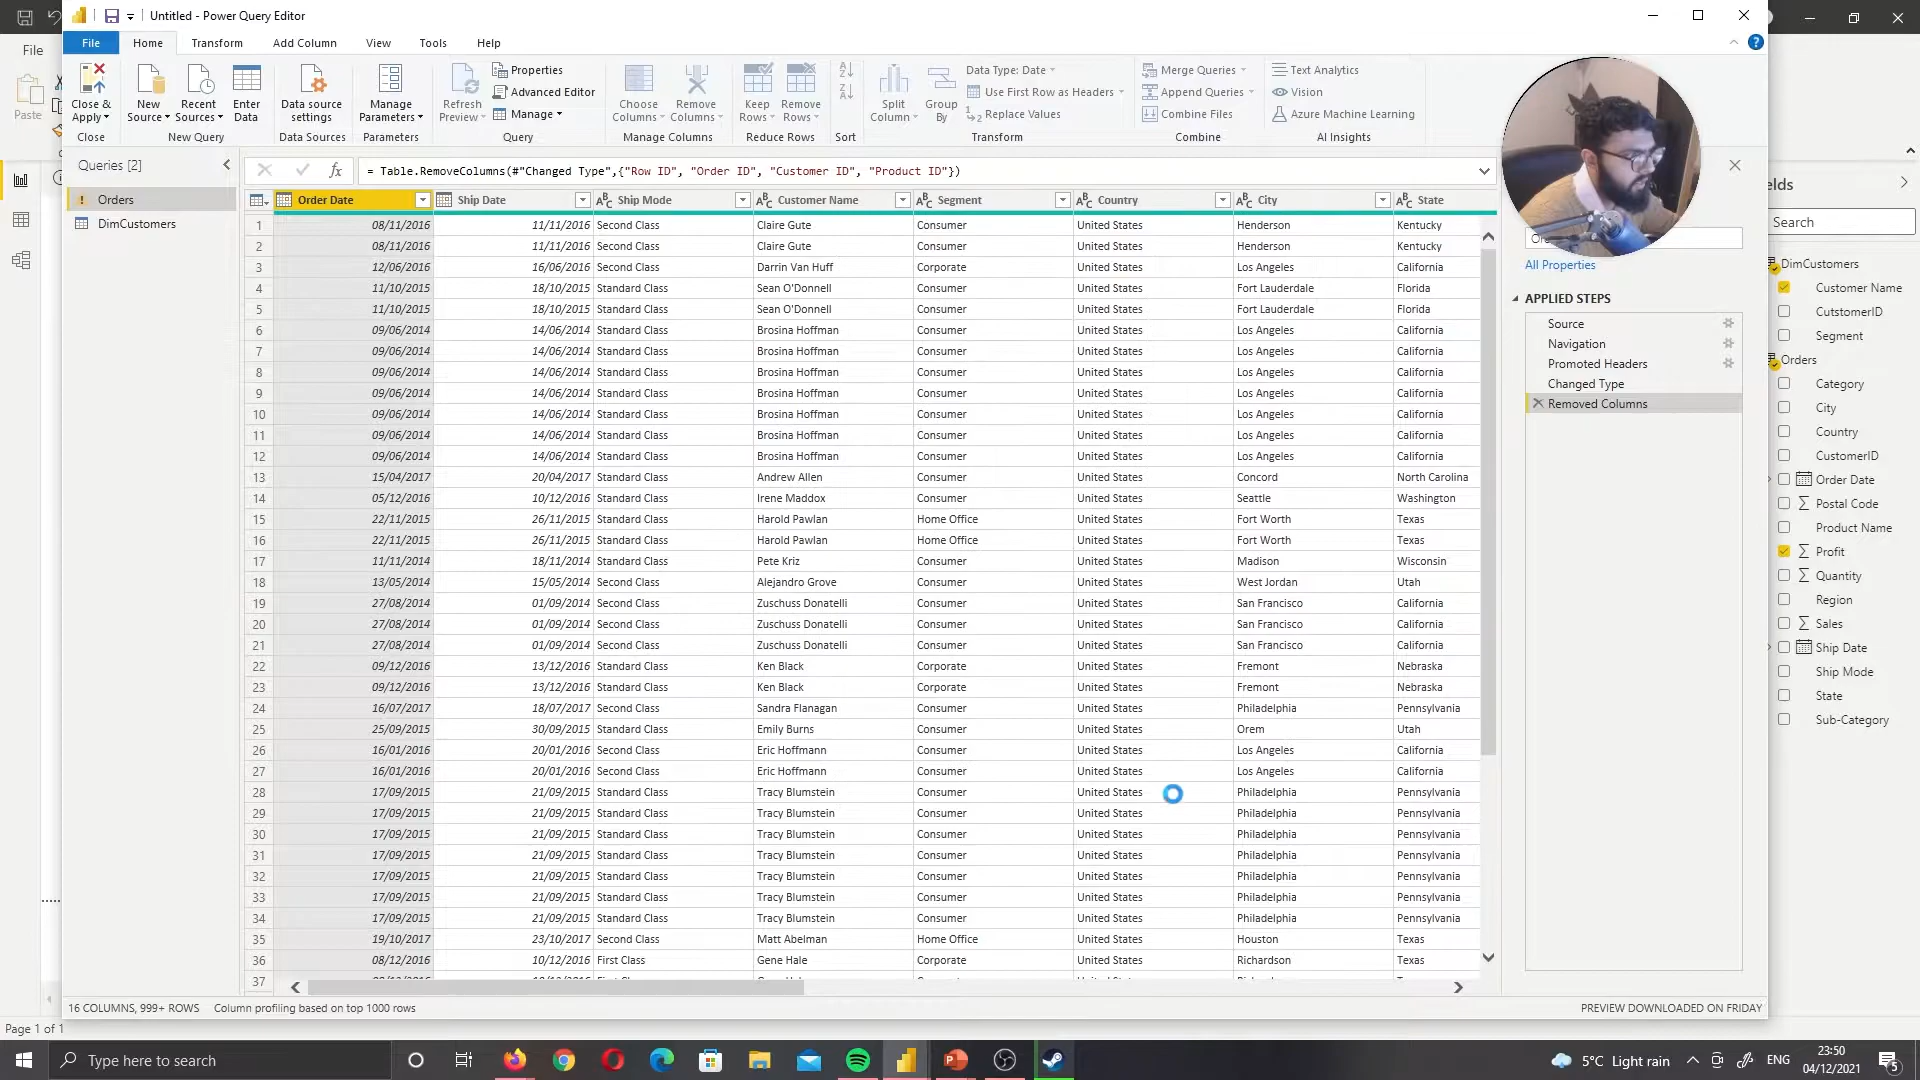 Untitled - Power Query Editor
File
File Home Transform Add Column View Tools Help
Paste
Close & Apply
New Source
Recent Sources
Enter Data
Data source settings
Manage Parameters
Refresh Preview
Properties
Advanced Editor
Manage
Choose Columns
Remove Columns
Keep Rows
Remove Rows
Split Column
Group By
Data Type: Date
Use First Row as Headers
Replace Values
Merge Queries
Append Queries
Combine Files
Text Analytics
Vision
Azure Machine Learning
Close New Query Data Sources Parameters Query Manage Columns Reduce Rows Sort Transform Combine AI Insights
Queries [2]
Orders
DimCustomers
= Table.RemoveColumns(#"Changed Type",{"Row ID", "Order ID", "Customer ID", "Product ID"})
Order Date Ship Date Ship Mode Customer Name Segment Country City State
1 08/11/2016 11/11/2016 Second Class Claire Gute Consumer United States Henderson Kentucky
2 08/11/2016 11/11/2016 Second Class Claire Gute Consumer United States Henderson Kentucky
3 12/06/2016 16/06/2016 Second Class Darrin Van Huff Corporate United States Los Angeles California
4 11/10/2015 18/10/2015 Standard Class Sean O'Donnell Consumer United States Fort Lauderdale Florida
5 11/10/2015 18/10/2015 Standard Class Sean O'Donnell Consumer United States Fort Lauderdale Florida
6 09/06/2014 14/06/2014 Standard Class Brosina Hoffman Consumer United States Los Angeles California
7 09/06/2014 14/06/2014 Standard Class Brosina Hoffman Consumer United States Los Angeles California
8 09/06/2014 14/06/2014 Standard Class Brosina Hoffman Consumer United States Los Angeles California
9 09/06/2014 14/06/2014 Standard Class Brosina Hoffman Consumer United States Los Angeles California
10 09/06/2014 14/06/2014 Standard Class Brosina Hoffman Consumer United States Los Angeles California
11 09/06/2014 14/06/2014 Standard Class Brosina Hoffman Consumer United States Los Angeles California
12 09/06/2014 14/06/2014 Standard Class Brosina Hoffman Consumer United States Los Angeles California
13 15/04/2017 20/04/2017 Standard Class Andrew Allen Consumer United States Concord North Carolina
14 05/12/2016 10/12/2016 Standard Class Irene Maddox Consumer United States Seattle Washington
15 22/11/2015 26/11/2015 Standard Class Harold Pawlan Home Office United States Fort Worth Texas
16 22/11/2015 26/11/2015 Standard Class Harold Pawlan Home Office United States Fort Worth Texas
17 11/11/2014 18/11/2014 Standard Class Pete Kriz Consumer United States Madison Wisconsin
18 13/05/2014 15/05/2014 Second Class Alejandro Grove Consumer United States West Jordan Utah
19 27/08/2014 01/09/2014 Second Class Zuschuss Donatelli Consumer United States San Francisco California
20 27/08/2014 01/09/2014 Second Class Zuschuss Donatelli Consumer United States San Francisco California
21 27/08/2014 01/09/2014 Second Class Zuschuss Donatelli Consumer United States San Francisco California
22 09/12/2016 13/12/2016 Standard Class Ken Black Corporate United States Fremont Nebraska
23 09/12/2016 13/12/2016 Standard Class Ken Black Corporate United States Fremont Nebraska
24 16/07/2017 18/07/2017 Second Class Sandra Flanagan Consumer United States Philadelphia Pennsylvania
25 25/09/2015 30/09/2015 Standard Class Emily Burns Consumer United States Orem Utah
26 16/01/2016 20/01/2016 Second Class Eric Hoffmann Consumer United States Los Angeles California
27 16/01/2016 20/01/2016 Second Class Eric Hoffmann Consumer United States Los Angeles California
28 17/09/2015 21/09/2015 Standard Class Tracy Blumstein Consumer United States Philadelphia Pennsylvania
29 17/09/2015 21/09/2015 Standard Class Tracy Blumstein Consumer United States Philadelphia Pennsylvania
30 17/09/2015 21/09/2015 Standard Class Tracy Blumstein Consumer United States Philadelphia Pennsylvania
31 17/09/2015 21/09/2015 Standard Class Tracy Blumstein Consumer United States Philadelphia Pennsylvania
32 17/09/2015 21/09/2015 Standard Class Tracy Blumstein Consumer United States Philadelphia Pennsylvania
33 17/09/2015 21/09/2015 Standard Class Tracy Blumstein Consumer United States Philadelphia Pennsylvania
34 17/09/2015 21/09/2015 Standard Class Tracy Blumstein Consumer United States Philadelphia Pennsylvania
35 19/10/2017 23/10/2017 Second Class Matt Abelman Home Office United States Houston Texas
36 08/12/2016 10/12/2016 First Class Gene Hale Corporate United States Richardson Texas
37
16 COLUMNS, 999+ ROWS Column profiling based on top 1000 rows
PREVIEW DOWNLOADED ON FRIDAY
All Properties
APPLIED STEPS
Source
Navigation
Promoted Headers
Changed Type
Removed Columns
elds
Search
DimCustomers
Customer Name
CutstomerID
Segment
Orders
Category
City
Country
CustomerID
Order Date
Postal Code
Product Name
Profit
Quantity
Region
Sales
Ship Date
Ship Mode
State
Sub-Category
Page 1 of 1
Type here to search
5°C Light rain
ENG
23:50
04/12/2021
5